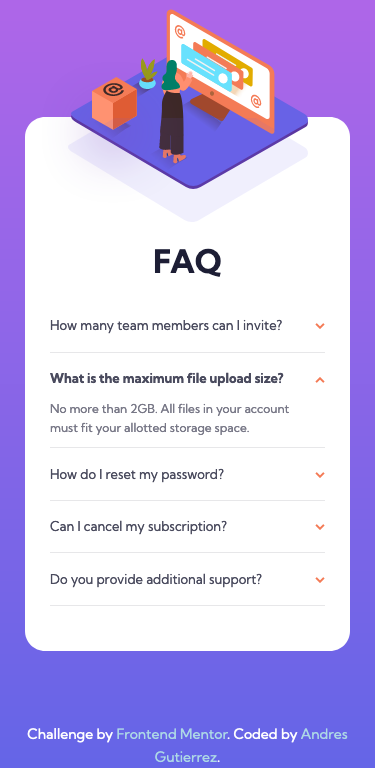 FAQ
How many team members can I invite?
What is the maximum file upload size?
No more than 2GB. All files in your account
must fit your allotted storage space.
How do I reset my password?
Can I cancel my subscription?
Do you provide additional support?
Challenge by Frontend Mentor. Coded by Andres
Gutierrez.